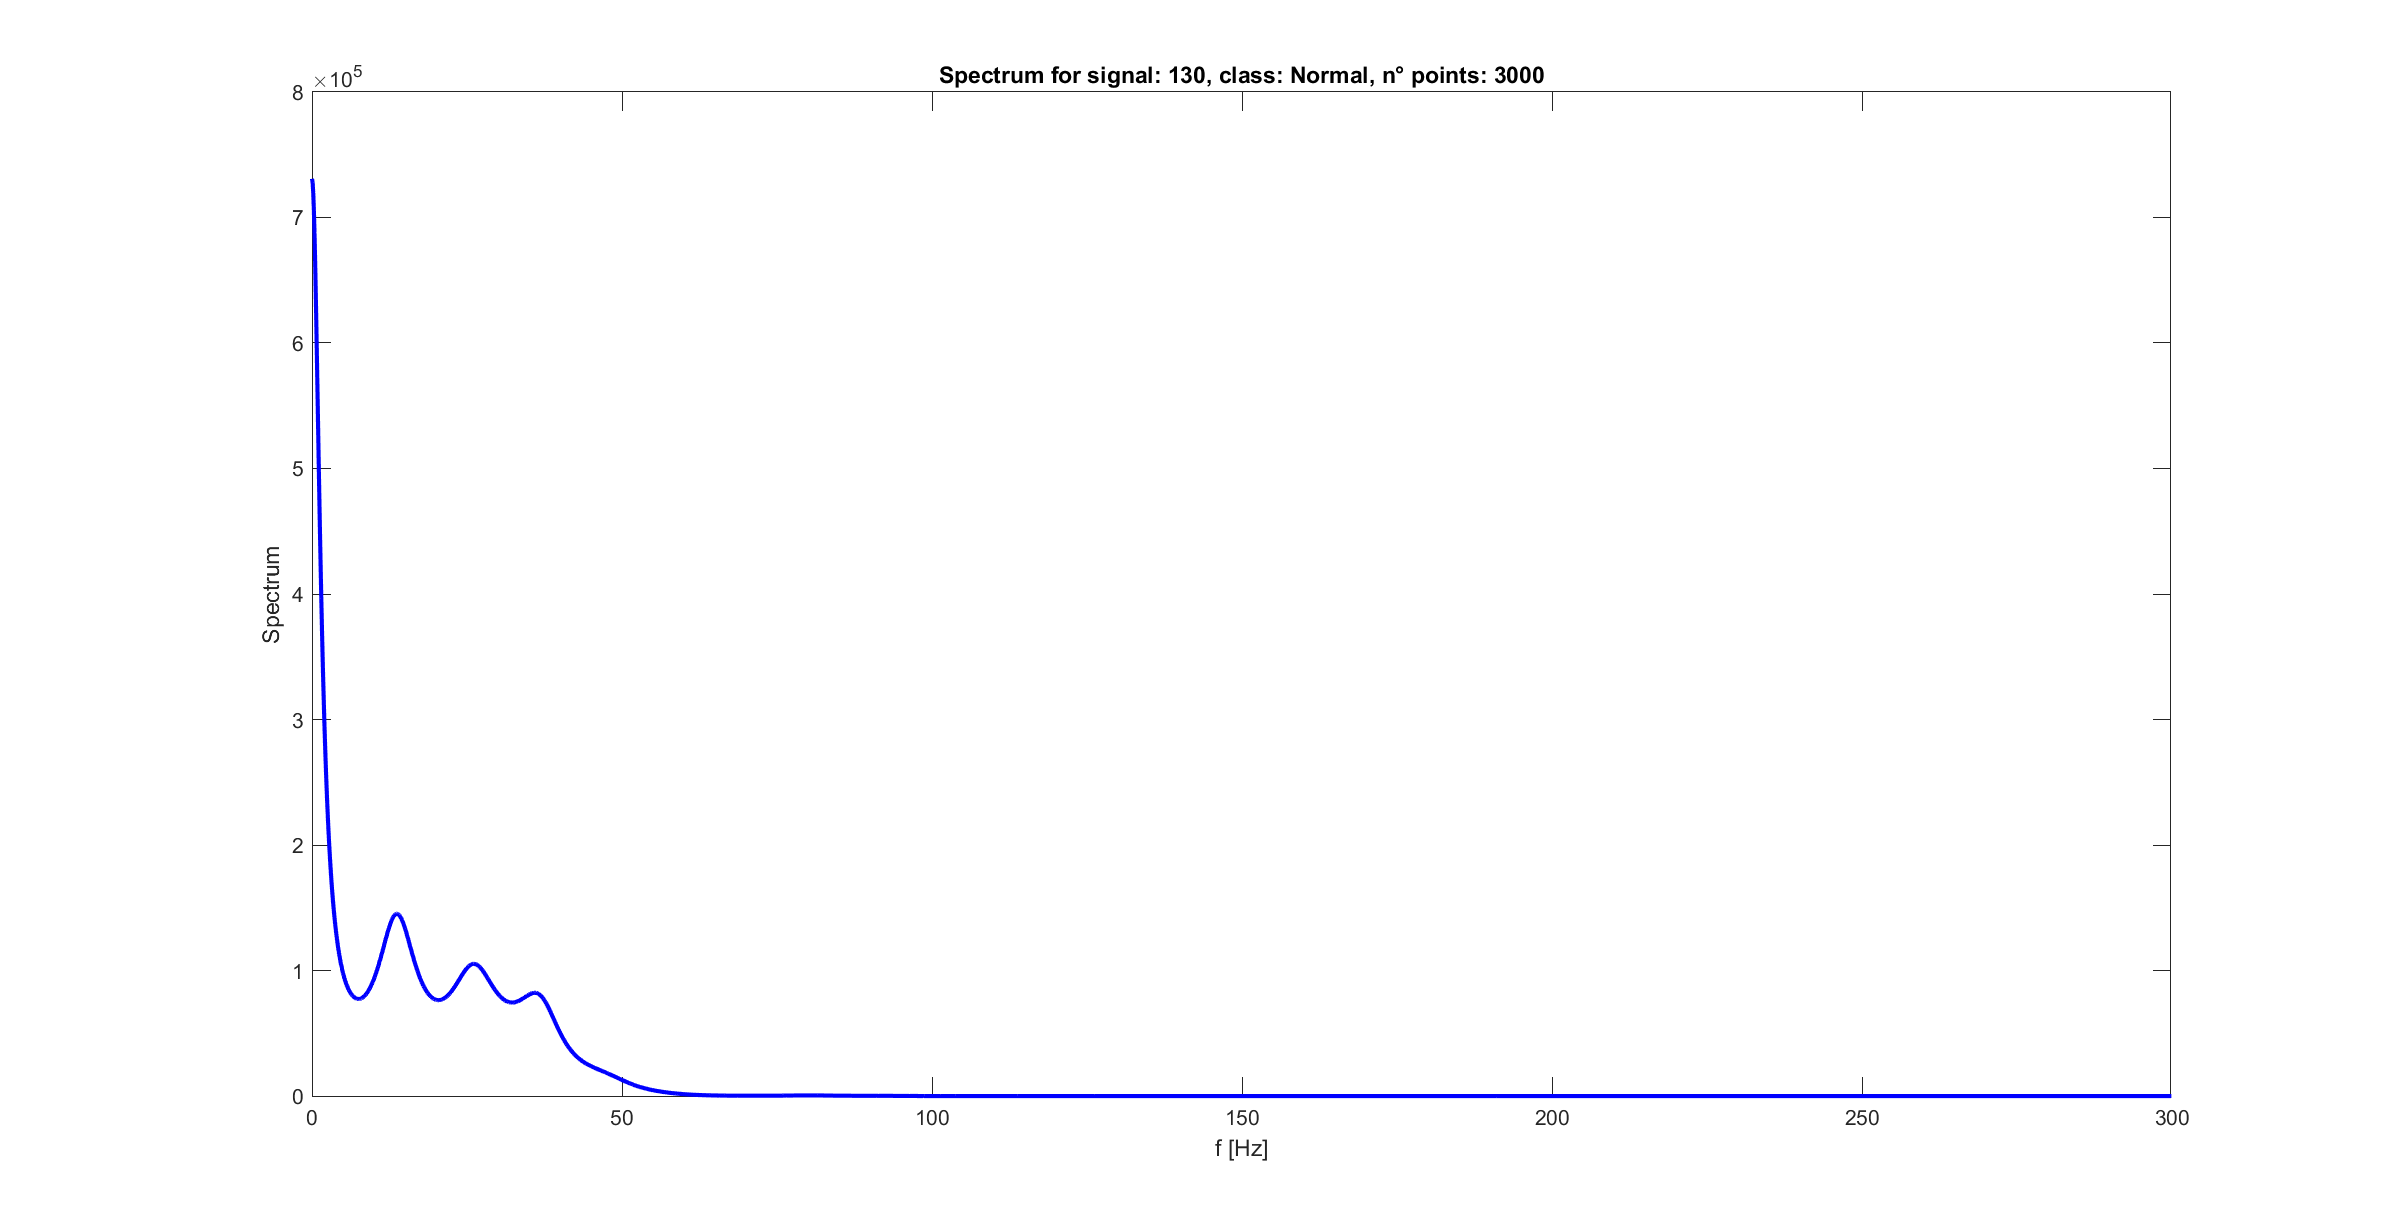 Spectrum for signal: 130, class: Normal, n° points: 3000
×10^5
8
7
6
5
4
3
2
1
0
Spectrum
0 50 100 150 200 250 300
f [Hz]